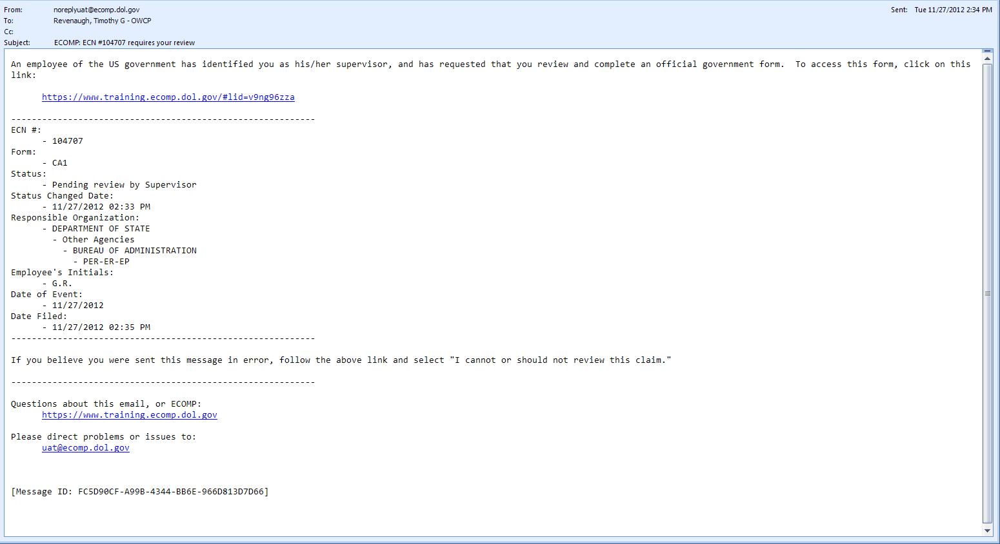 From: noreplyuat@ecomp.dol.gov Sent: Tue 11/27/2012 2:34 PM
To: Revenaugh, Timothy G - OWCP
Cc:
Subject: ECOMP: ECN #104707 requires your review
An employee of the US government has identified you as his/her supervisor, and has requested that you review and complete an official government form.  To access this form, click on this
link:
https://www.training.ecomp.dol.gov/#lid=v9ng96zza
-----------------------------------------------------------
ECN #:
- 104707
Form:
- CA1
Status:
- Pending review by Supervisor
Status Changed Date:
- 11/27/2012 02:33 PM
Responsible Organization:
- DEPARTMENT OF STATE
- Other Agencies
- BUREAU OF ADMINISTRATION
- PER-ER-EP
Employee's Initials:
- G.R.
Date of Event:
- 11/27/2012
Date Filed:
- 11/27/2012 02:35 PM
-----------------------------------------------------------
If you believe you were sent this message in error, follow the above link and select "I cannot or should not review this claim."
-----------------------------------------------------------
Questions about this email, or ECOMP:
https://www.training.ecomp.dol.gov
Please direct problems or issues to:
uat@ecomp.dol.gov
[Message ID: FC5D90CF-A99B-4344-BB6E-966D813D7D66]